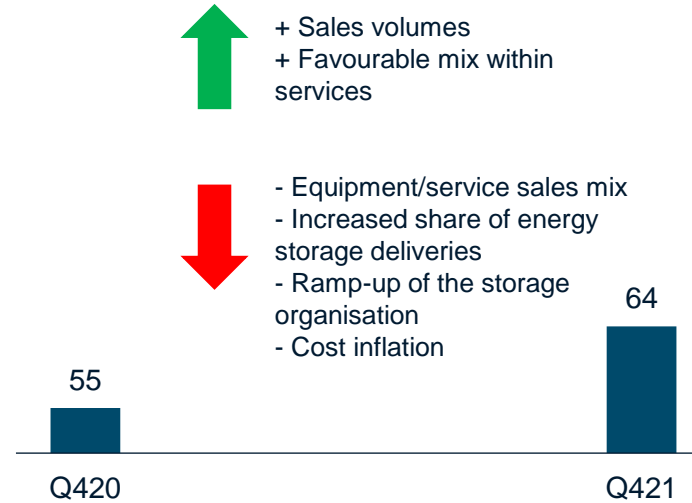 + Sales volumes
+ Favourable mix within
services
- Equipment/service sales mix
- Increased share of energy
storage deliveries
- Ramp-up of the storage
organisation
- Cost inflation
55
64
Q420
Q421